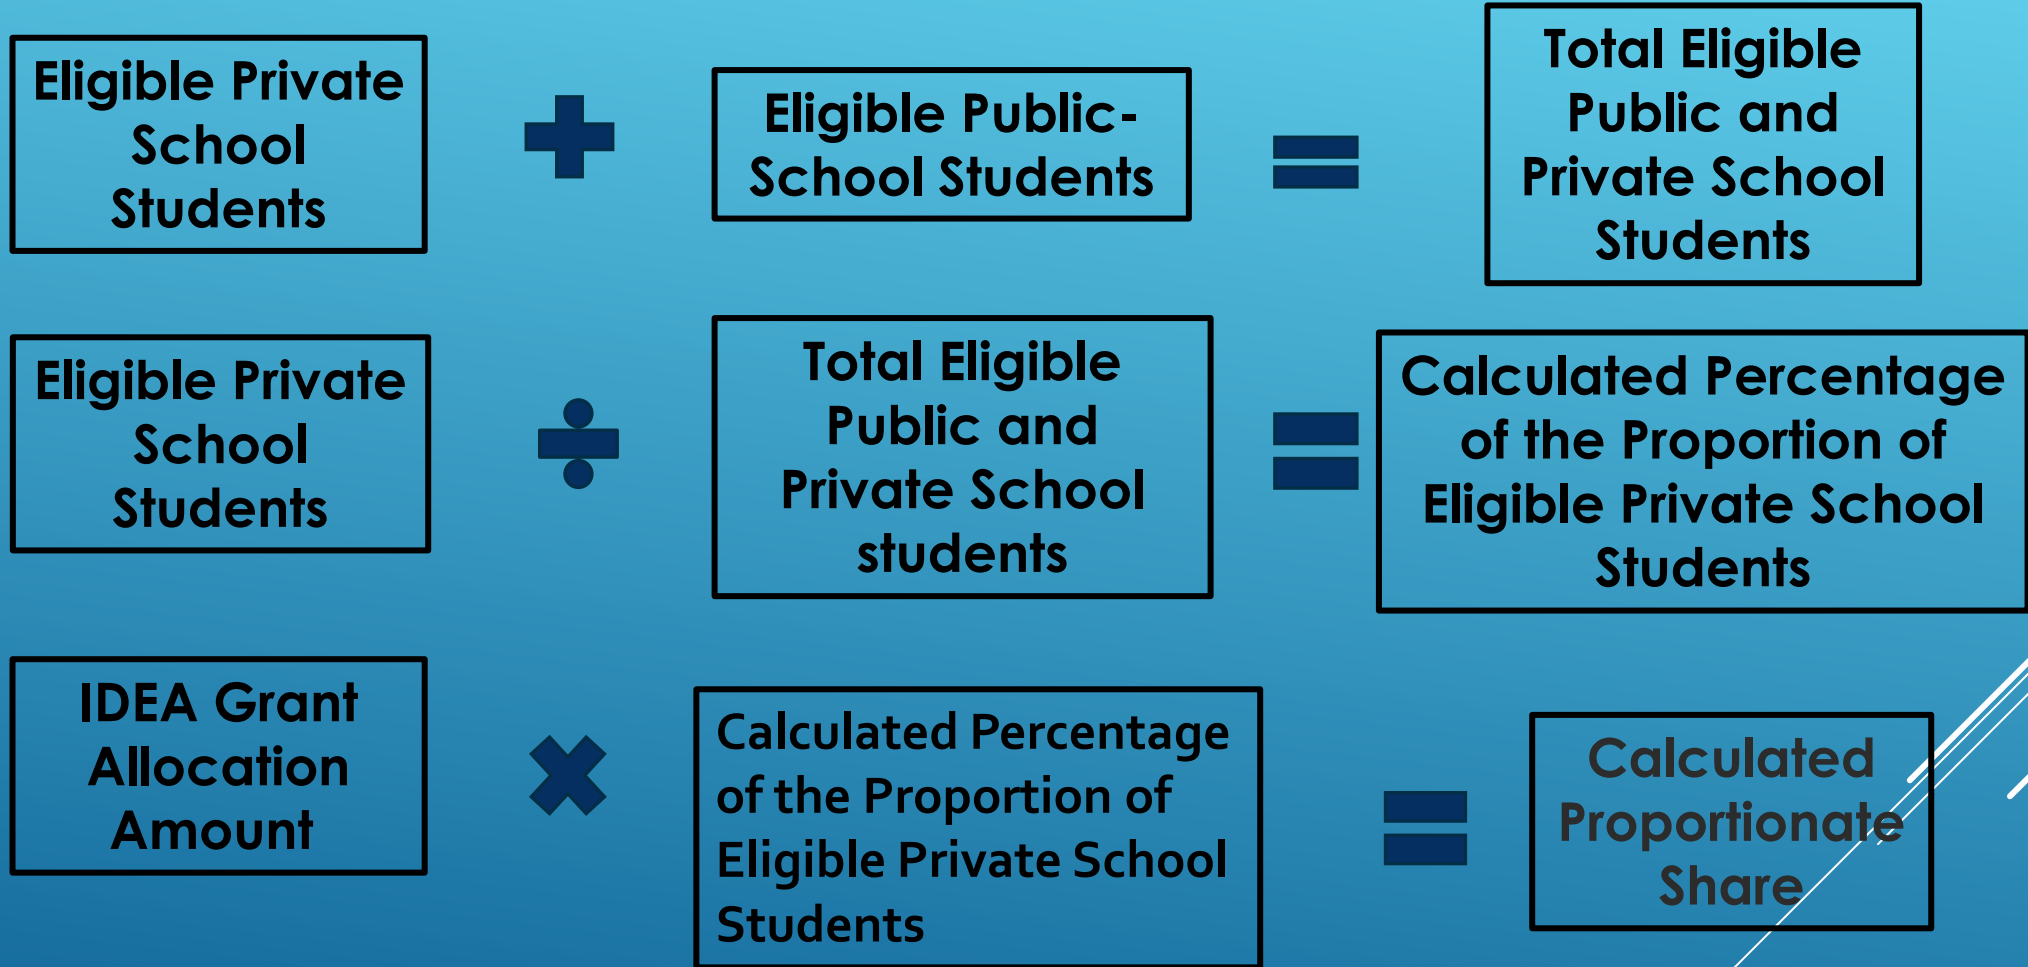 Eligible Private
School
Students
Eligible Public-
School Students
Total Eligible
Public and
Private School
Students
Eligible Private
School
Students
Total Eligible
Public and
Private School
students
Calculated Percentage
of the Proportion of
Eligible Private School
Students
IDEA Grant
Allocation
Amount
Calculated Percentage
of the Proportion of
Eligible Private School
Students
Calculated
Proportionate
Share